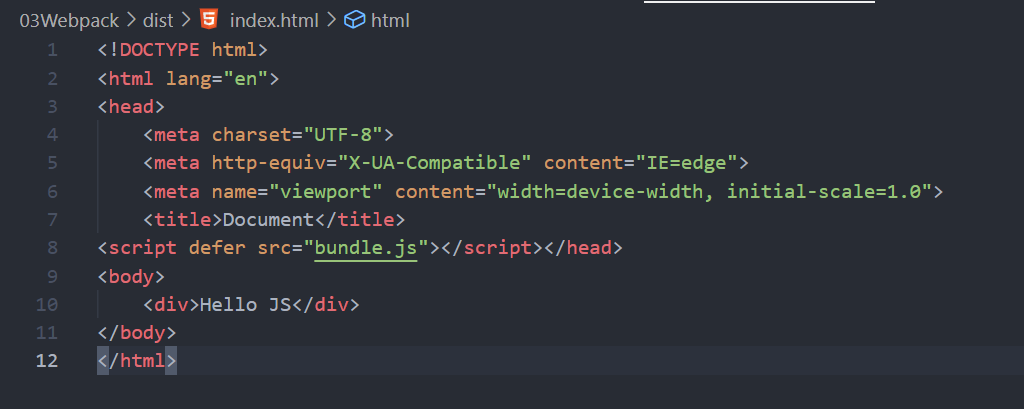 03Webpack > dist > index.html > html
1 <!DOCTYPE html>
2 <html lang="en">
3 <head>
4     <meta charset="UTF-8">
5     <meta http-equiv="X-UA-Compatible" content="IE=edge">
6     <meta name="viewport" content="width=device-width, initial-scale=1.0">
7     <title>Document</title>
8 <script defer src="bundle.js"></script></head>
9 <body>
10     <div>Hello JS</div>
11 </body>
12 </html>